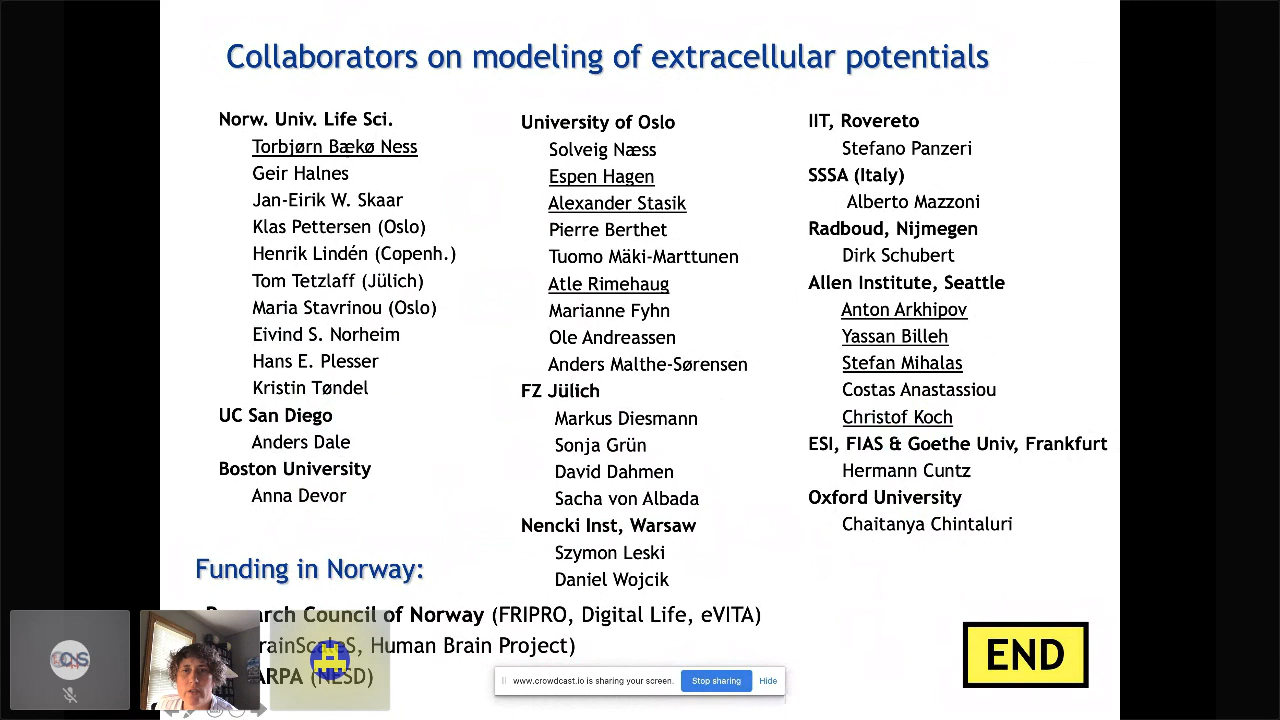 Collaborators on modeling of extracellular potentials
Norw. Univ. Life Sci.
Torbjørn Bækø Ness
Geir Halnes
Jan-Eirik W. Skaar
Klas Pettersen (Oslo)
Henrik Lindén (Copenh.)
Tom Tetzlaff (Jülich)
Maria Stavrinou (Oslo)
Eivind S. Norheim
Hans E. Plesser
Kristin Tøndel
UC San Diego
Anders Dale
Boston University
Anna Devor
University of Oslo
Solveig Næss
Espen Hagen
Alexander Stasik
Pierre Berthet
Tuomo Mäki-Marttunen
Atle Rimehaug
Marianne Fyhn
Ole Andreassen
Anders Malthe-Sørensen
FZ Jülich
Markus Diesmann
Sonja Grün
David Dahmen
Sacha von Albada
Nencki Inst, Warsaw
Szymon Leski
Daniel Wojcik
IIT, Rovereto
Stefano Panzeri
SSSA (Italy)
Alberto Mazzoni
Radboud, Nijmegen
Dirk Schubert
Allen Institute, Seattle
Anton Arkhipov
Yassan Billeh
Stefan Mihalas
Costas Anastassiou
Christof Koch
ESI, FIAS & Goethe Univ, Frankfurt
Hermann Cuntz
Oxford University
Chaitanya Chintaluri
Funding in Norway:
Council of Norway (FRIPRO, Digital Life, eVITA)
rainScaleS, Human Brain Project)
ARPA (NESD)
END
www.crowdcast.io is sharing your screen.
Stop sharing
Hide